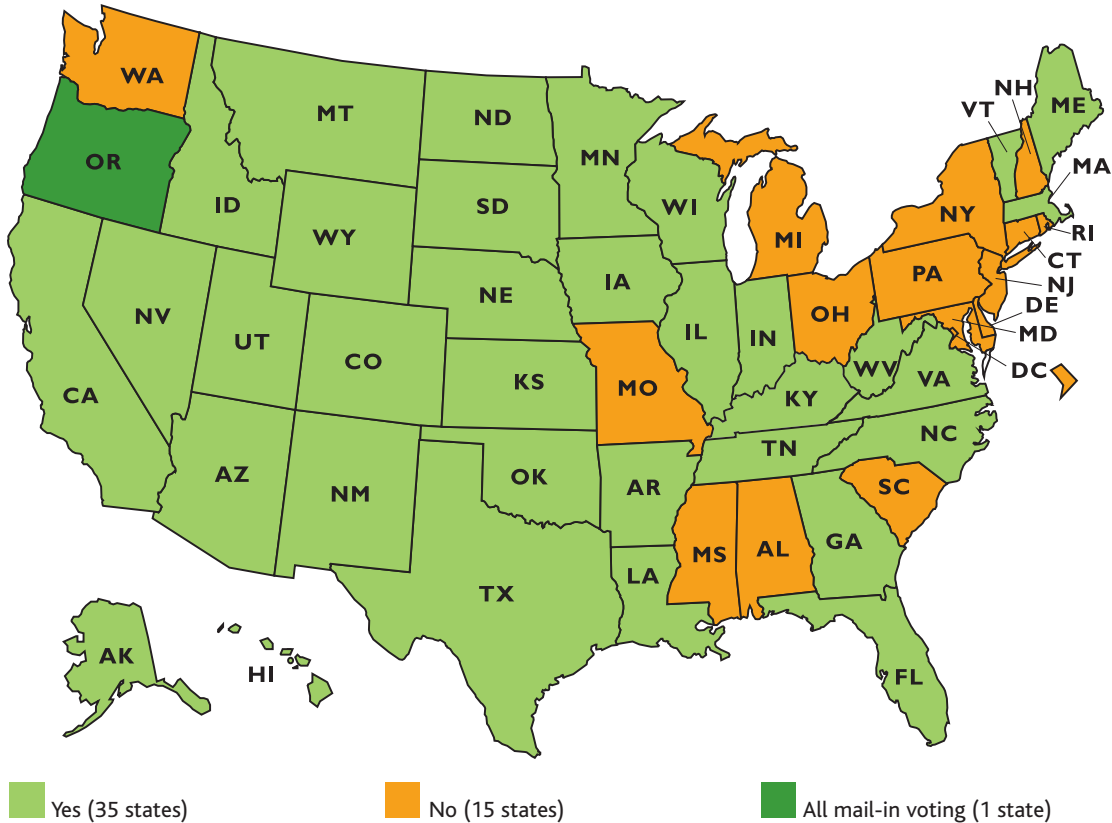 WA
MT
ND
MN
OR
ID
SD
WI
MI
NY
VT
NH
ME
MA
RI
CT
NJ
DE
MD
DC
WY
NE
IA
PA
OH
IL
IN
NV
UT
CO
KS
MO
KY
WV
VA
CA
AZ
NM
OK
AR
TN
NC
SC
MS
AL
GA
TX
LA
FL
AK
HI
Yes (35 states)
No (15 states)
All mail-in voting (1 state)